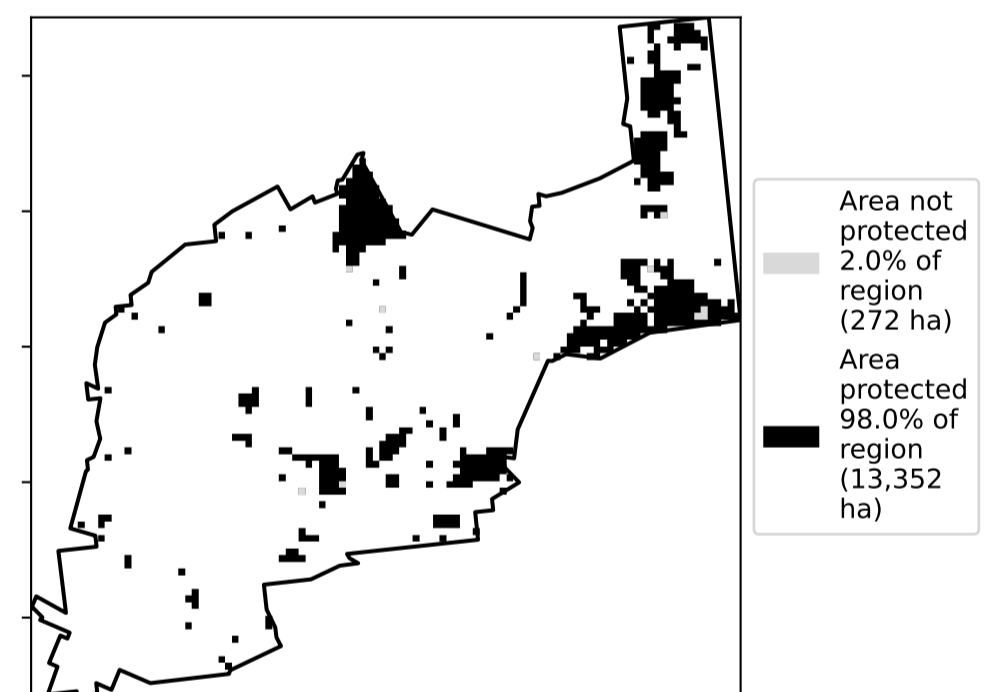 Area not
protected
2.0% of
region
(272 ha)
Area
protected
98.0% of
region
(13,352
ha)